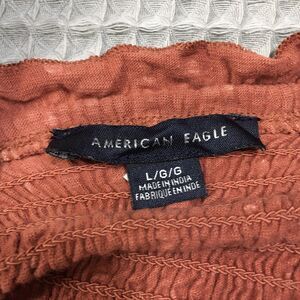 AMERICAN EAGLE
L/G/G
MADE IN INDIA
FABRIQUÉ EN INDE